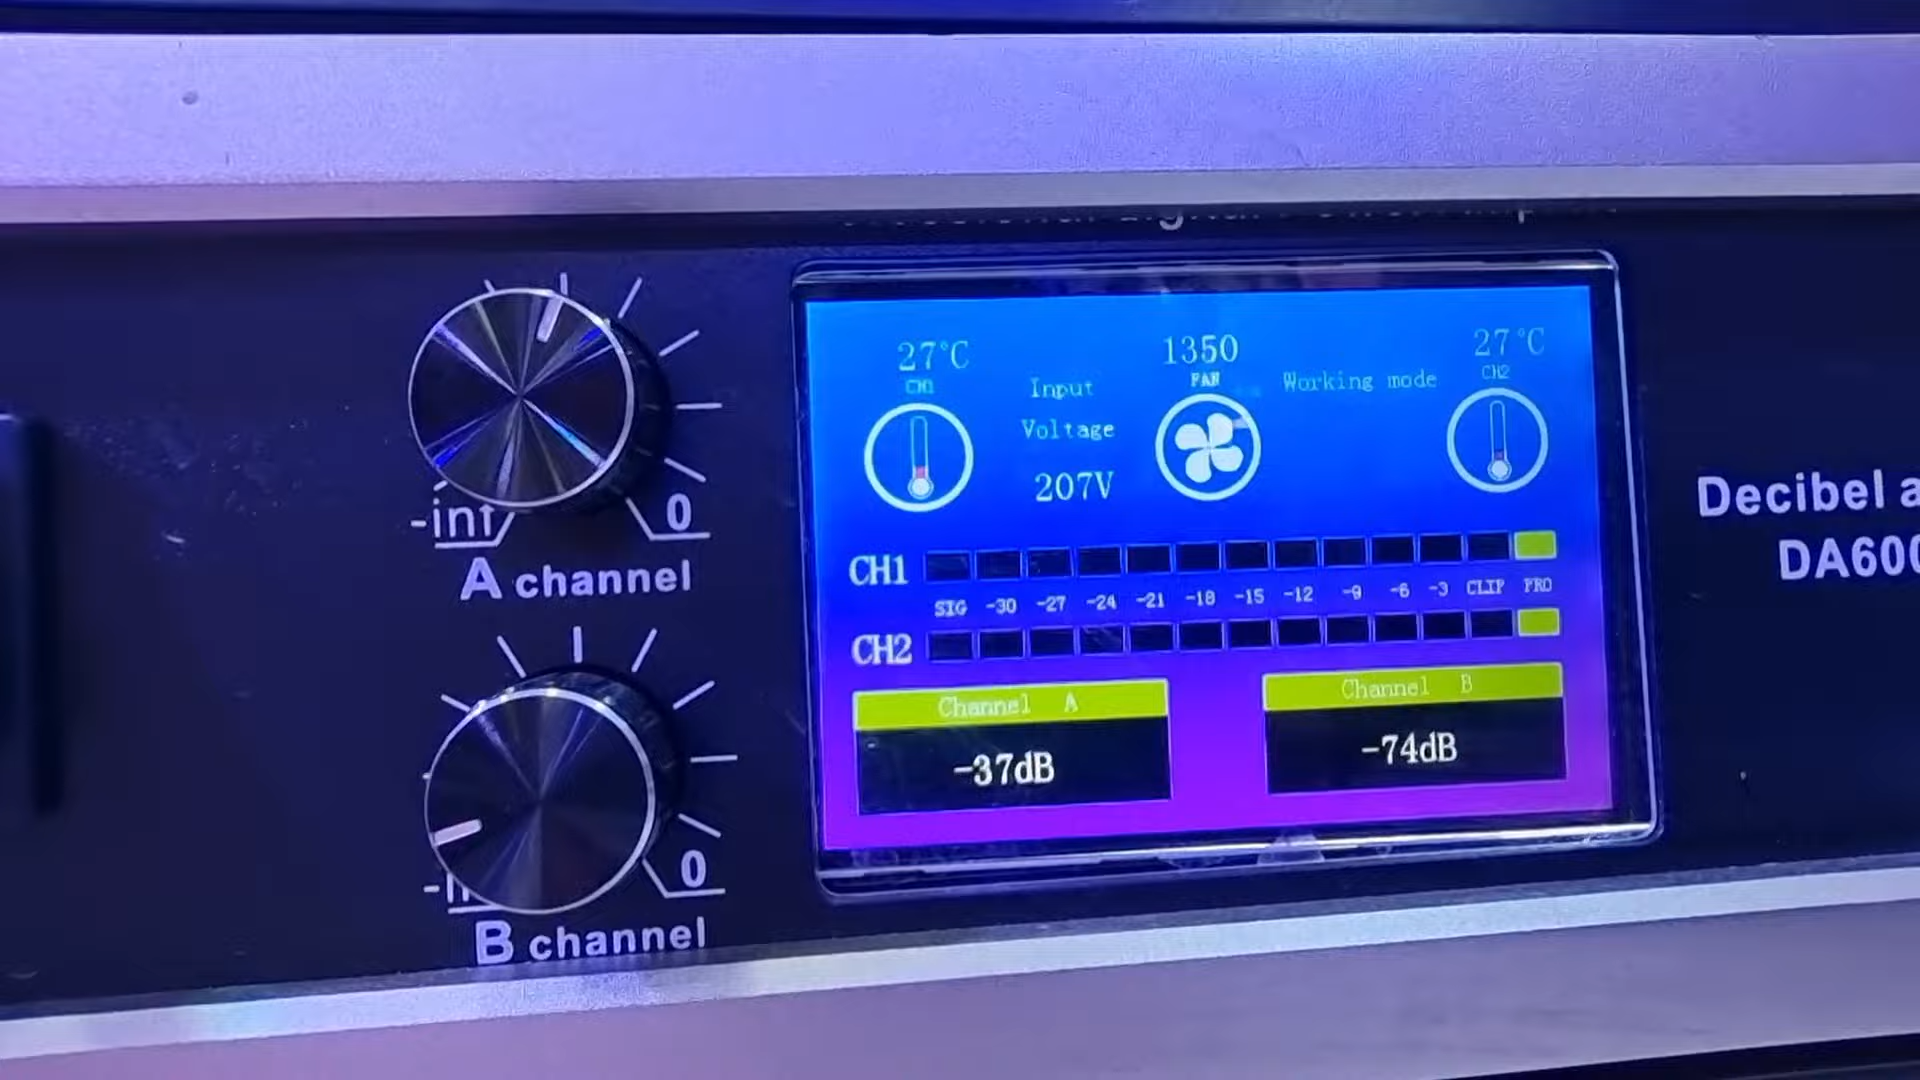 27°C
CH1
Input
Voltage
207V
1350
FAN
Working mode
27°C
CH2
CH1
SIG -30 -27 -24 -21 -18 -15 -12 -9 -6 -3 CLIP PRO
CH2
Channel A
-37dB
Channel B
-74dB
-inf
0
A channel
0
B channel
Decibel
DA600